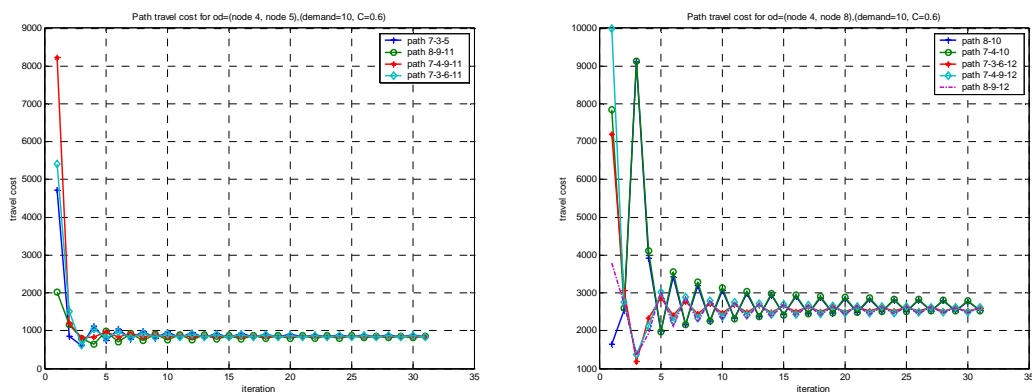 Path travel cost for od=(node 4, node 5),(demand=10, C=0.6)
9000
8000
7000
6000
5000
4000
3000
2000
1000
0
travel cost
path 7-3-5
path 8-9-11
path 7-4-9-11
path 7-3-6-11
0 5 10 15 20 25 30 35
iteration
Path travel cost for od=(node 4, node 8),(demand=10, C=0.6)
10000
9000
8000
7000
6000
5000
4000
3000
2000
1000
travel cost
path 8-10
path 7-4-10
path 7-3-6-12
path 7-4-9-12
path 8-9-12
0 5 10 15 20 25 30 35
iteration